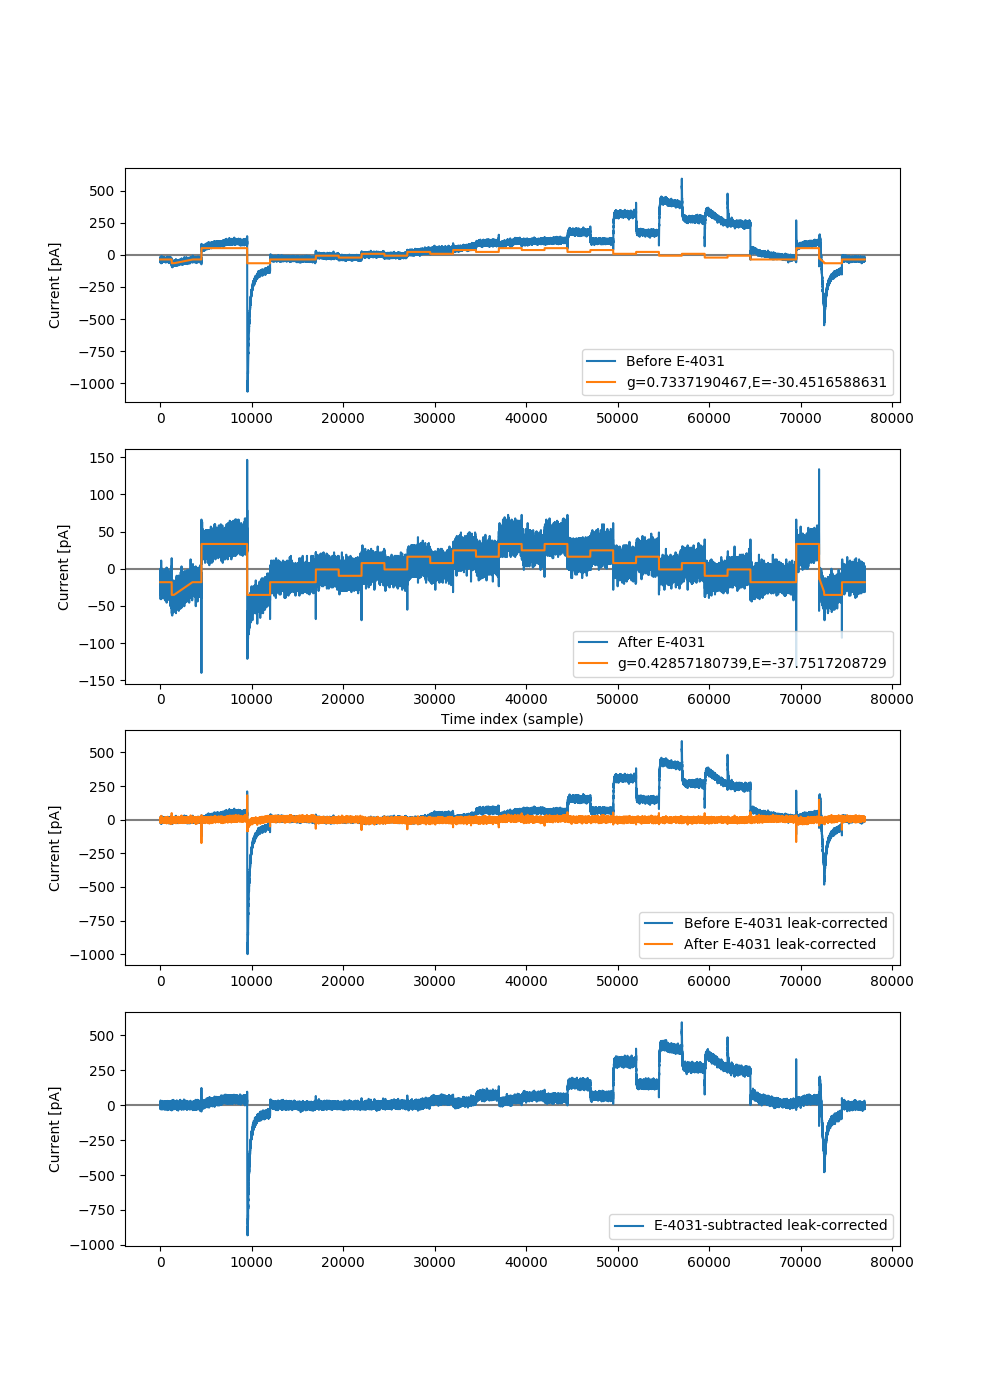 500
250
0
−250
−500
−750
−1000
Current [pA]
Before E-4031
g=0.7337190467,E=-30.4516588631
0 10000 20000 30000 40000 50000 60000 70000 80000
150
100
50
0
−50
−100
−150
Current [pA]
After E-4031
g=0.42857180739,E=-37.7517208729
0 10000 20000 30000 40000 50000 60000 70000 80000
Time index (sample)
500
250
0
−250
−500
−750
−1000
Current [pA]
Before E-4031 leak-corrected
After E-4031 leak-corrected
0 10000 20000 30000 40000 50000 60000 70000 80000
500
250
0
−250
−500
−750
−1000
Current [pA]
E-4031-subtracted leak-corrected
0 10000 20000 30000 40000 50000 60000 70000 80000